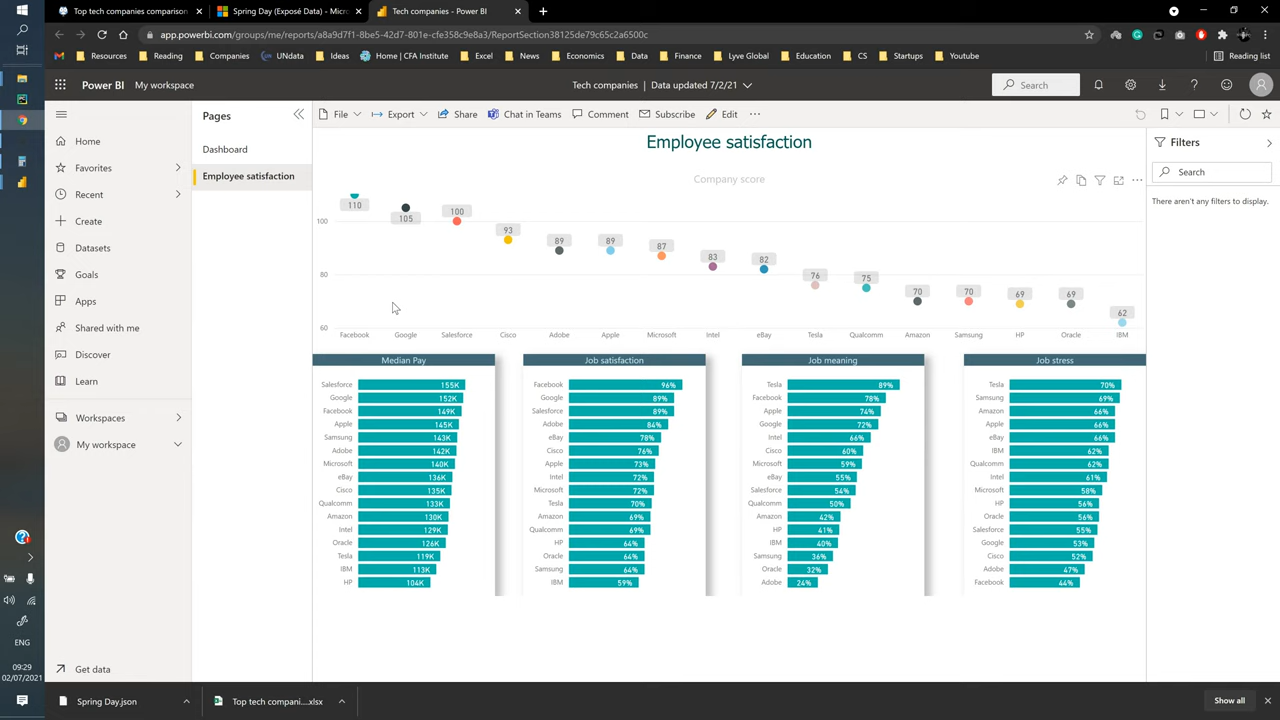 Top tech companies comparison
Spring Day (Exposé Data) - Micros
Tech companies - Power BI
app.powerbi.com/groups/me/reports/a8a9d7f1-8be5-42d7-801e-cfe358c9e8a3/ReportSection38125de79c65c2a6500c
Resources Reading Companies UNdata Ideas Home | CFA Institute Excel News Economics Data Finance Lyve Global Education CS Startups Youtube Reading list
Power BI My workspace Tech companies | Data updated 7/2/21 Search
Pages
File Export Share Chat in Teams Comment Subscribe Edit ···
Filters
Search
There aren't any filters to display.
Home
Favorites
Recent
Create
Datasets
Goals
Apps
Shared with me
Discover
Learn
Workspaces
My workspace
Get data
Dashboard
Employee satisfaction
Employee satisfaction
Company score
100
80
60
110 105 100 93 89 89 87 83 82 76 75 70 70 69 69 62
Facebook Google Salesforce Cisco Adobe Apple Microsoft Intel eBay Tesla Qualcomm Amazon Samsung HP Oracle IBM
Median Pay
Salesforce 155K
Google 152K
Facebook 149K
Apple 145K
Samsung 143K
Adobe 142K
Microsoft 140K
eBay 136K
Cisco 135K
Qualcomm 133K
Amazon 130K
Intel 129K
Oracle 126K
Tesla 119K
IBM 113K
HP 104K
Job satisfaction
Facebook 96%
Google 89%
Salesforce 89%
Adobe 84%
eBay 78%
Cisco 76%
Apple 73%
Intel 72%
Microsoft 72%
Tesla 70%
Amazon 69%
Qualcomm 69%
HP 64%
Oracle 64%
Samsung 64%
IBM 59%
Job meaning
Tesla 89%
Facebook 78%
Apple 74%
Google 72%
Intel 66%
Cisco 60%
Microsoft 59%
eBay 55%
Salesforce 54%
Qualcomm 50%
Amazon 42%
HP 41%
IBM 40%
Samsung 36%
Oracle 32%
Adobe 24%
Job stress
Tesla 70%
Samsung 69%
Amazon 66%
Apple 66%
eBay 66%
IBM 62%
Qualcomm 62%
Intel 61%
Microsoft 58%
HP 56%
Oracle 56%
Salesforce 55%
Google 53%
Cisco 52%
Adobe 47%
Facebook 44%
ENG
09:29
02/07/2021
Spring Day.json
Top tech compani....xlsx
Show all